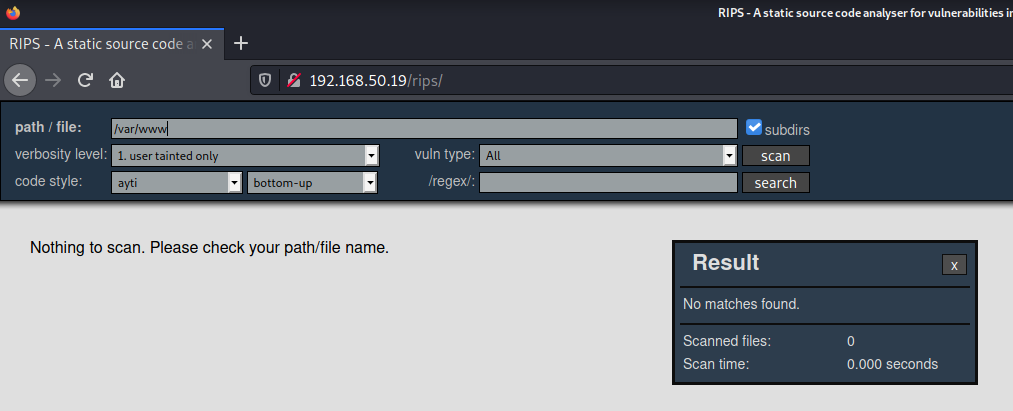 RIPS - A static source code analyser for vulnerabilities in
RIPS - A static source code a
192.168.50.19/rips/
path / file: /var/www subdirs
verbosity level: 1. user tainted only vuln type: All scan
code style: ayti bottom-up /regex/: search
Nothing to scan. Please check your path/file name.
Result x
No matches found.
Scanned files: 0
Scan time: 0.000 seconds